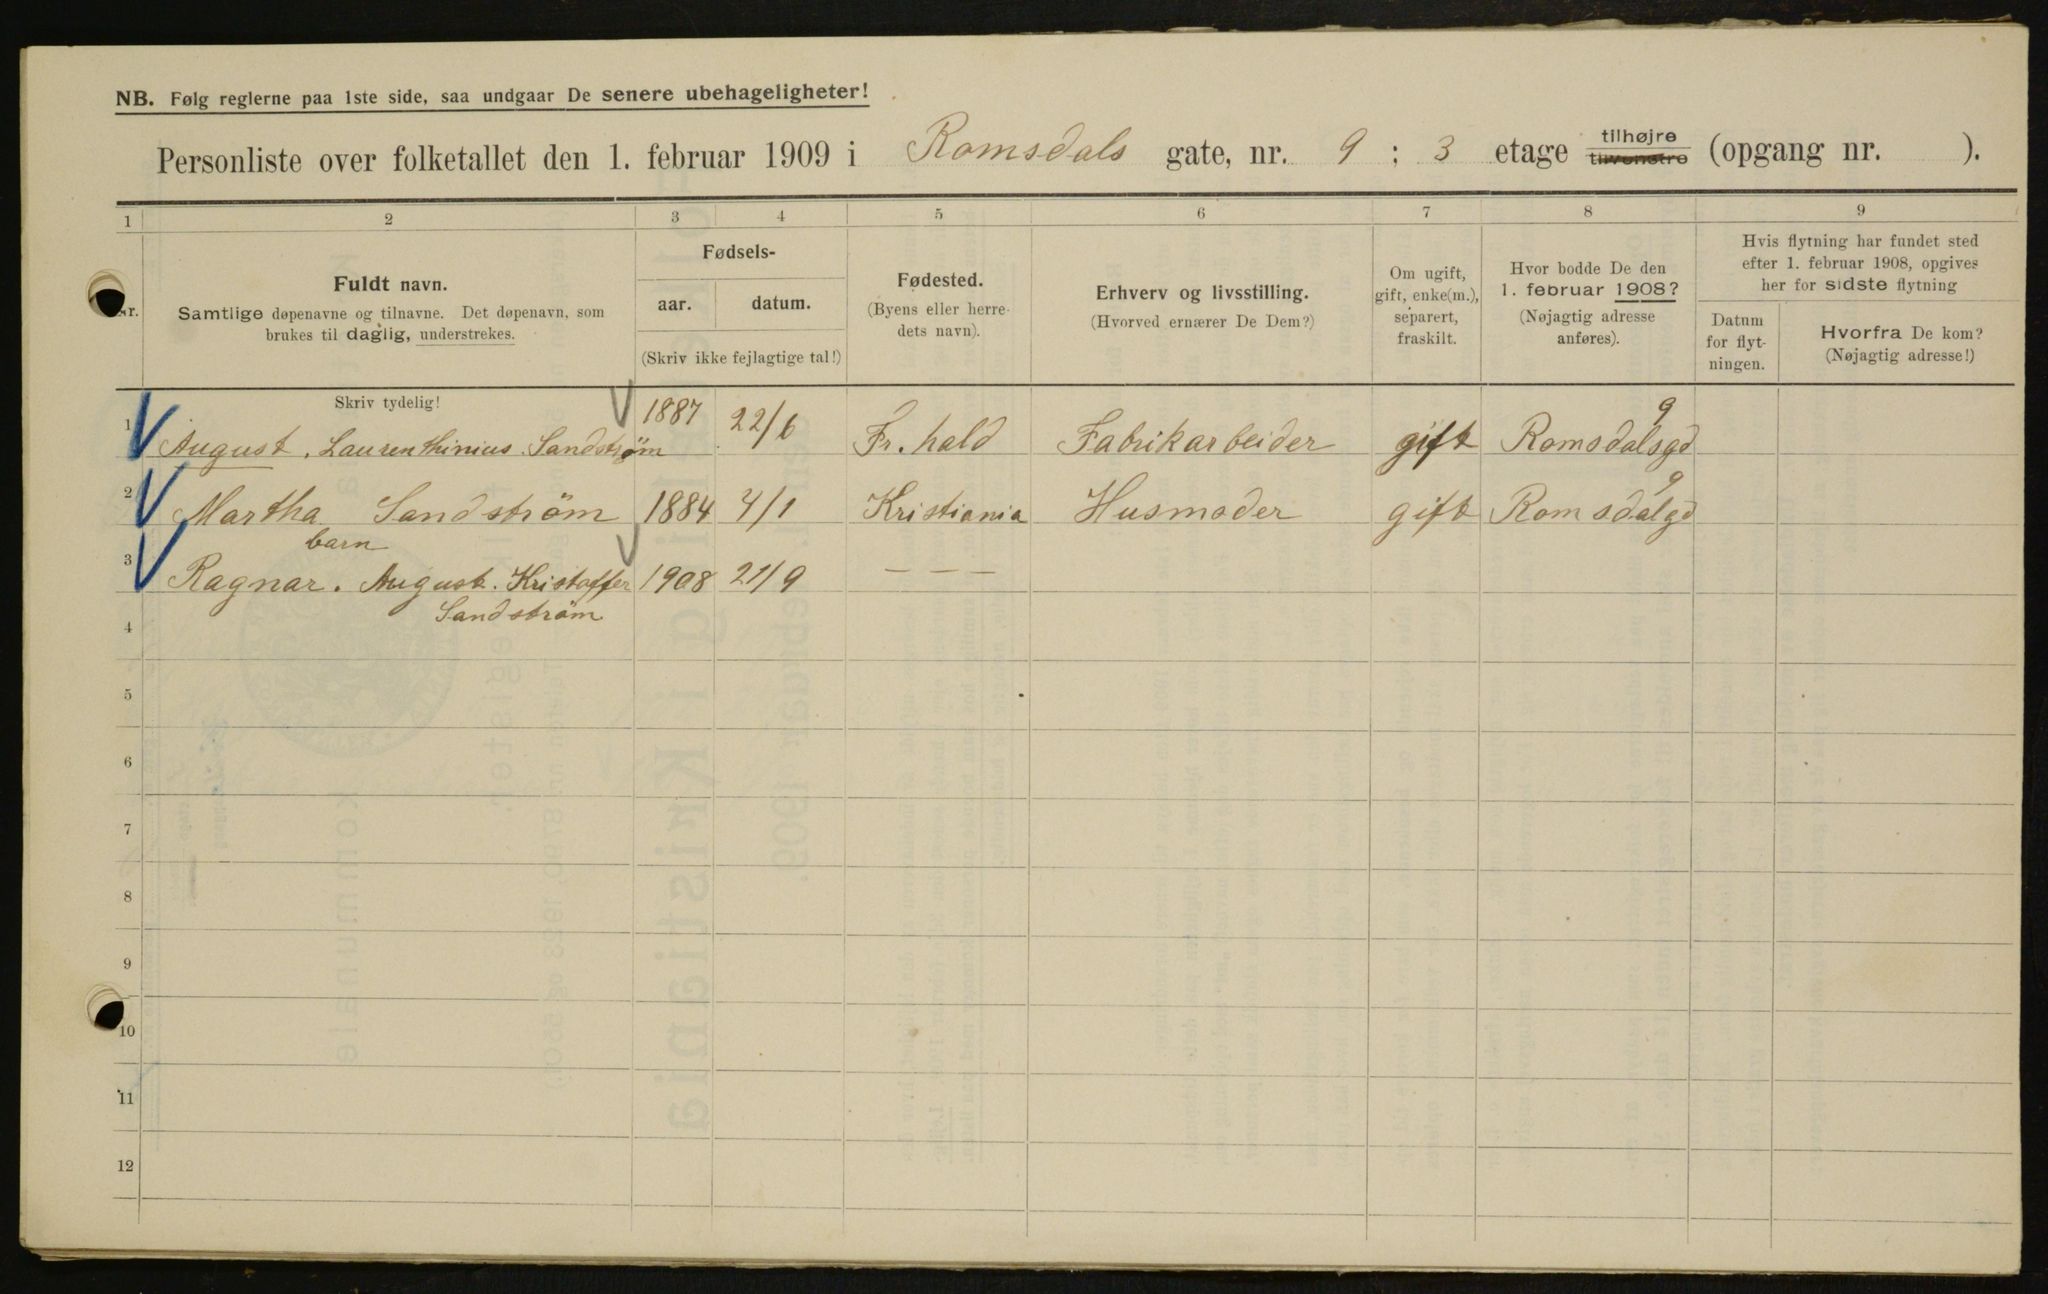 NB. Følg reglerne paa 1ste side, saa undgaar De senere ubehageligheter!
Personliste over folketallet den 1. februar 1909 i Romsdals gate, nr. 9 ; 3 etage tilhøjre tilvenstre (opgang nr. ).
1 2 3 4 5 6 7 8 9
Nr.
Fuldt navn.
Samtlige døpenavne og tilnavne. Det døpenavn, som
brukes til daglig, understrekes.
Fødsels-
aar. datum.
(Skriv ikke fejlagtige tal!)
Fødested.
(Byens eller herre-
dets navn).
Erhverv og livsstilling.
(Hvorved ernærer De Dem?)
Om ugift,
gift, enke(m.),
separert,
fraskilt.
Hvor bodde De den
1. februar 1908?
(Nøjagtig adresse
anføres).
Hvis flytning har fundet sted
efter 1. februar 1908, opgives
her for sidste flytning
Datum
for flyt-
ningen.
Hvorfra De kom?
(Nøjagtig adresse!)
Skriv tydelig!
1 August. Laurenthinius. Sandstrøm 1887 22/6 Fr. hald Fabrikarbeider gift Romsdalsgd 9
2 Martha Sandström 1884 4/1 Kristiania Husmoder gift Romsdalgd 9
barn
3 Ragnar. August. Kristoffer 1908 21/9 — — —
Sandström
4
5
6
7
8
9
10
11
12